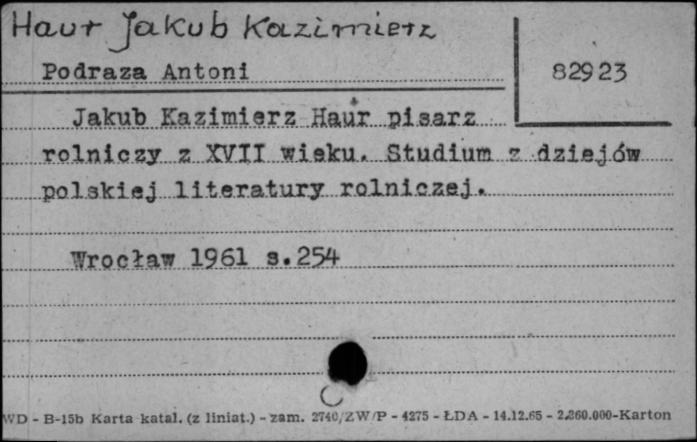 Haur Jakub Kazimierz
Podraza Antoni
82923
Jakub Kazimierz Haur pisarz
rolniczy z XVII wieku. Studium z dziejów
polskiej literatury rolniczej.
Wrocław 1961 s.254
WD - B-15b Karta katal. (z liniat.) - zam. 2740/ZW/P - 4275 - ŁDA - 14.12.65 - 2.260.000-Karton